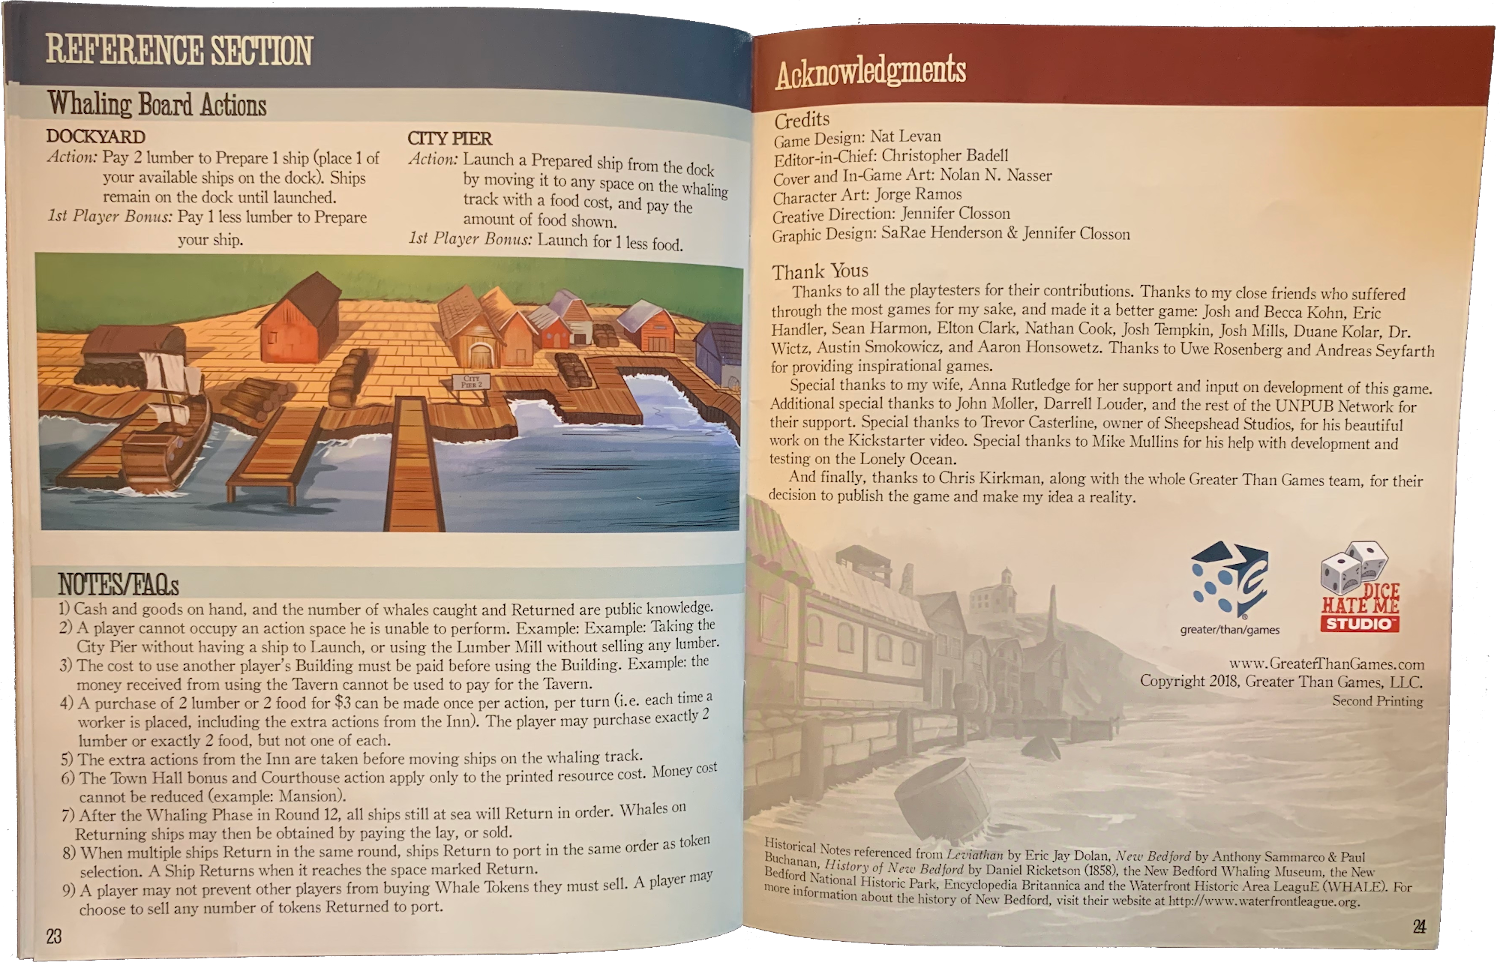 REFERENCE SECTION
Whaling Board Actions
DOCKYARD
Action: Pay 2 lumber to Prepare 1 ship (place 1 of
your available ships on the dock). Ships
remain on the dock until launched.
1st Player Bonus: Pay 1 less lumber to Prepare
your ship.
CITY PIER
Action: Launch a Prepared ship from the dock
by moving it to any space on the whaling
track with a food cost, and pay the
amount of food shown.
1st Player Bonus: Launch for 1 less food.
CITY
PIER 2
NOTES/FAQs
1) Cash and goods on hand, and the number of whales caught and Returned are public knowledge.
2) A player cannot occupy an action space he is unable to perform. Example: Example: Taking the
City Pier without having a ship to Launch, or using the Lumber Mill without selling any lumber.
3) The cost to use another player's Building must be paid before using the Building. Example: the
money received from using the Tavern cannot be used to pay for the Tavern.
4) A purchase of 2 lumber or 2 food for $3 can be made once per action, per turn (i.e. each time a
worker is placed, including the extra actions from the Inn). The player may purchase exactly 2
lumber or exactly 2 food, but not one of each.
5) The extra actions from the Inn are taken before moving ships on the whaling track.
6) The Town Hall bonus and Courthouse action apply only to the printed resource cost. Money cost
cannot be reduced (example: Mansion).
7) After the Whaling Phase in Round 12, all ships still at sea will Return in order. Whales on
Returning ships may then be obtained by paying the lay, or sold.
8) When multiple ships Return in the same round, ships Return to port in the same order as token
selection. A Ship Returns when it reaches the space marked Return.
9) A player may not prevent other players from buying Whale Tokens they must sell. A player may
choose to sell any number of tokens Returned to port.
23
Acknowledgments
Credits
Game Design: Nat Levan
Editor-in-Chief: Christopher Badell
Cover and In-Game Art: Nolan N. Nasser
Character Art: Jorge Ramos
Creative Direction: Jennifer Closson
Graphic Design: SaRae Henderson & Jennifer Closson
Thank Yous
Thanks to all the playtesters for their contributions. Thanks to my close friends who suffered
through the most games for my sake, and made it a better game: Josh and Becca Kohn, Eric
Handler, Sean Harmon, Elton Clark, Nathan Cook, Josh Tempkin, Josh Mills, Duane Kolar, Dr.
Wictz, Austin Smokowicz, and Aaron Honsowetz. Thanks to Uwe Rosenberg and Andreas Seyfarth
for providing inspirational games.
Special thanks to my wife, Anna Rutledge for her support and input on development of this game.
Additional special thanks to John Moller, Darrell Louder, and the rest of the UNPUB Network for
their support. Special thanks to Trevor Casterline, owner of Sheepshead Studios, for his beautiful
work on the Kickstarter video. Special thanks to Mike Mullins for his help with development and
testing on the Lonely Ocean.
And finally, thanks to Chris Kirkman, along with the whole Greater Than Games team, for their
decision to publish the game and make my idea a reality.
greater/than/games
DICE
HATE ME
STUDIO™
www.GreaterThanGames.com
Copyright 2018, Greater Than Games, LLC.
Second Printing
Historical Notes referenced from Leviathan by Eric Jay Dolan, New Bedford by Anthony Sammarco & Paul
Buchanan, History of New Bedford by Daniel Ricketson (1858), the New Bedford Whaling Museum, the New
Bedford National Historic Park, Encyclopedia Britannica and the Waterfront Historic Area LeaguE (WHALE). For
more information about the history of New Bedford, visit their website at http://www.waterfrontleague.org.
24